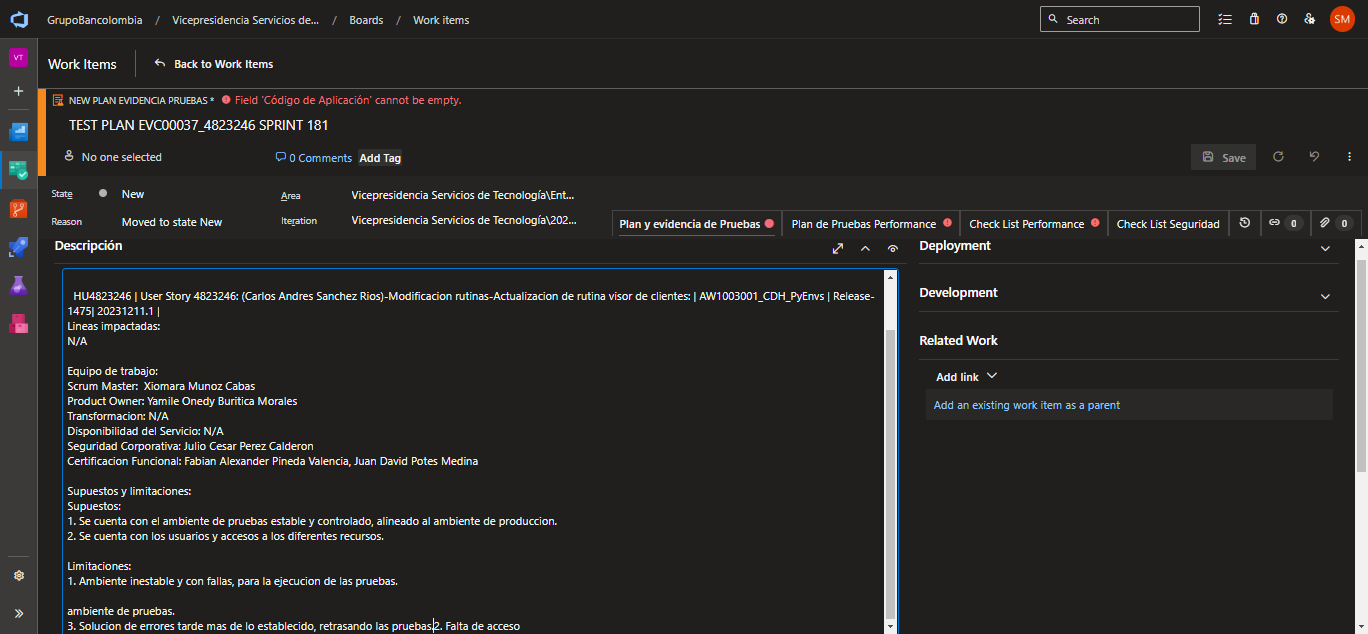 GrupoBancolombia / Vicepresidencia Servicios de... / Boards / Work items
Search
SM
VT
Work Items
Back to Work Items
NEW PLAN EVIDENCIA PRUEBAS * Field 'Código de Aplicación' cannot be empty.
TEST PLAN EVC00037_4823246 SPRINT 181
No one selected
0 Comments
Add Tag
Save
State
New
Area
Vicepresidencia Servicios de Tecnología\Ent...
Reason
Moved to state New
Iteration
Vicepresidencia Servicios de Tecnología\202...
Plan y evidencia de Pruebas
Plan de Pruebas Performance
Check List Performance
Check List Seguridad
0
0
Descripción
HU4823246 | User Story 4823246: (Carlos Andres Sanchez Rios)-Modificacion rutinas-Actualizacion de rutina visor de clientes: | AW1003001_CDH_PyEnvs | Release-
1475| 20231211.1 |
Lineas impactadas:
N/A
Equipo de trabajo:
Scrum Master:  Xiomara Munoz Cabas
Product Owner: Yamile Onedy Buritica Morales
Transformacion: N/A
Disponibilidad del Servicio: N/A
Seguridad Corporativa: Julio Cesar Perez Calderon
Certificacion Funcional: Fabian Alexander Pineda Valencia, Juan David Potes Medina
Supuestos y limitaciones:
Supuestos:
1. Se cuenta con el ambiente de pruebas estable y controlado, alineado al ambiente de produccion.
2. Se cuenta con los usuarios y accesos a los diferentes recursos.
Limitaciones:
1. Ambiente inestable y con fallas, para la ejecucion de las pruebas.
ambiente de pruebas.
3. Solucion de errores tarde mas de lo establecido, retrasando las pruebas.2. Falta de acceso
Deployment
Development
Related Work
Add link
Add an existing work item as a parent